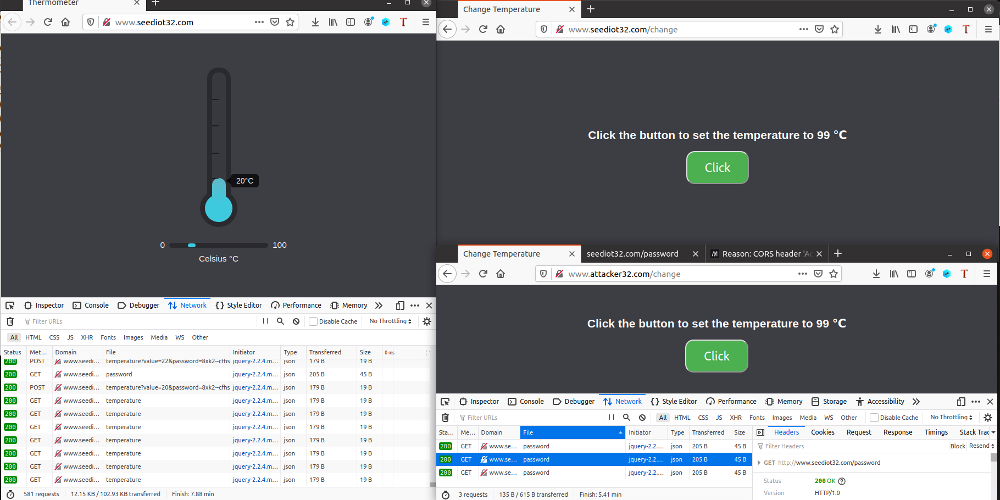 Thermometer
www.seediot32.com
20°C
0 100
Celsius °C
Inspector Console Debugger Network Style Editor Performance Memory
Filter URLs Disable Cache No Throttling
All HTML CSS JS XHR Fonts Images Media WS Other
Status Met... Domain File Initiator Type Transferred Size 0 ms
200 POST www.seedi... temperature?value=22&password=8xk2--cfhs jquery-2.2.4.m... json 179 B 19 B
200 GET www.seedi... password jquery-2.2.4.m... json 205 B 45 B
200 POST www.seedi... temperature?value=20&password=8xk2--cfhs jquery-2.2.4.m... json 179 B 19 B
200 GET www.seedi... temperature jquery-2.2.4.m... json 179 B 19 B
200 GET www.seedi... temperature jquery-2.2.4.m... json 179 B 19 B
200 GET www.seedi... temperature jquery-2.2.4.m... json 179 B 19 B
200 GET www.seedi... temperature jquery-2.2.4.m... json 179 B 19 B
200 GET www.seedi... temperature jquery-2.2.4.m... json 179 B 19 B
200 GET www.seedi... temperature jquery-2.2.4.m... json 179 B 19 B
200 GET www.seedi... temperature jquery-2.2.4.m... json 179 B 19 B
581 requests 12.15 KB / 102.93 KB transferred Finish: 7.88 min
Change Temperature
www.seediot32.com/change
Click the button to set the temperature to 99 °C
Click
Change Temperature seediot32.com/password Reason: CORS header 'Ac
www.attacker32.com/change
Click the button to set the temperature to 99 °C
Click
Inspector Console Debugger Network Style Editor Performance Memory Storage Accessibility
Filter URLs All HTML CSS JS XHR Fonts Images Media WS Other Disable Cache No Throttling
Sta... Me... Domain File Initiator Type Transferred Size
200 GET www.se... password jquery-2.2.... json 205 B 45 B
200 GET www.se... password jquery-2.2.... json 205 B 45 B
200 GET www.se... password jquery-2.2.... json 205 B 45 B
3 requests 135 B / 615 B transferred Finish: 5.41 min
Headers Cookies Request Response Timings Stack Trac
Filter Headers Block Resend
GET http://www.seediot32.com/password
Status 200 OK
Version HTTP/1.0